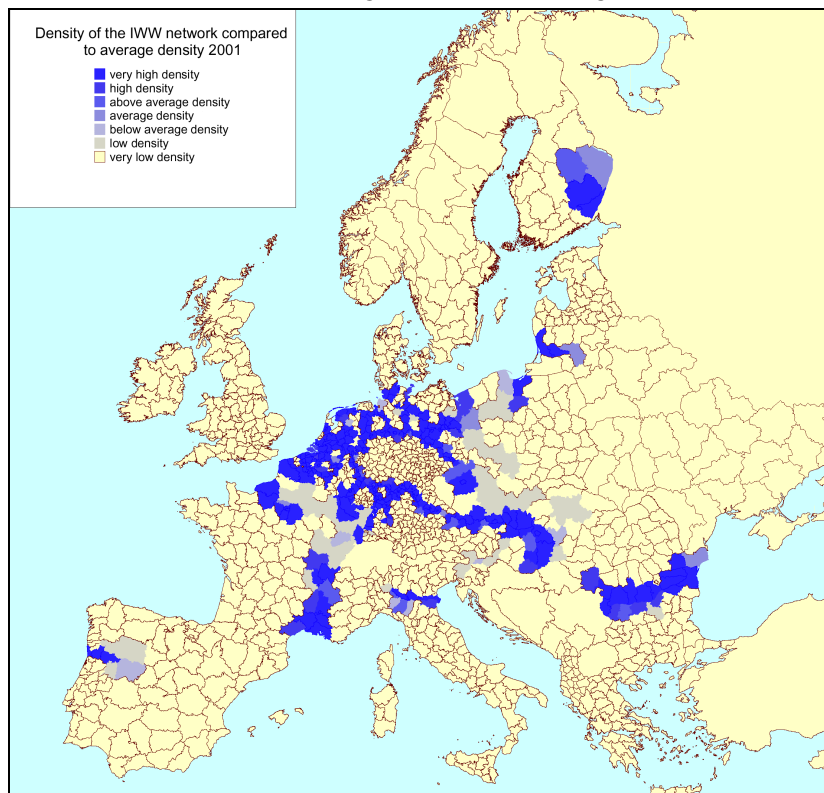 Density of the IWW network compared
to average density 2001
very high density
high density
above average density
average density
below average density
low density
very low density